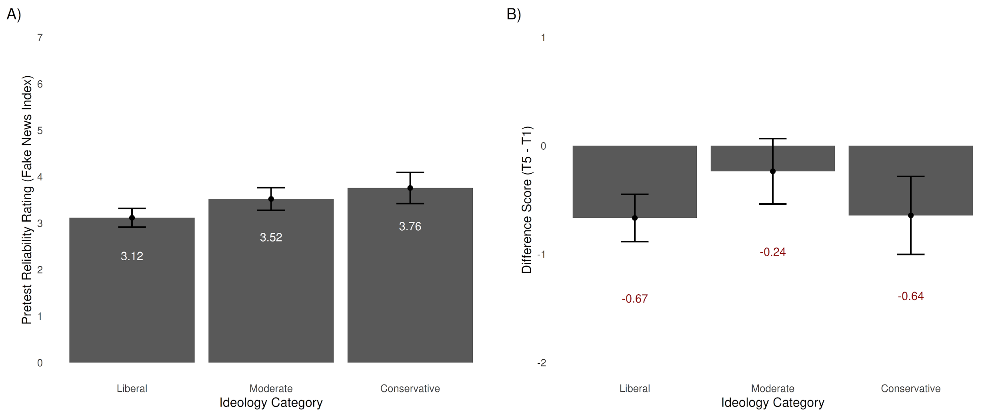 A)
Pretest Reliability Rating (Fake News Index)
7
6
5
4
3
2
1
0
3.12
3.52
3.76
Liberal
Moderate
Conservative
Ideology Category
B)
Difference Score (T5 - T1)
1
0
-1
-2
-0.67
-0.24
-0.64
Liberal
Moderate
Conservative
Ideology Category